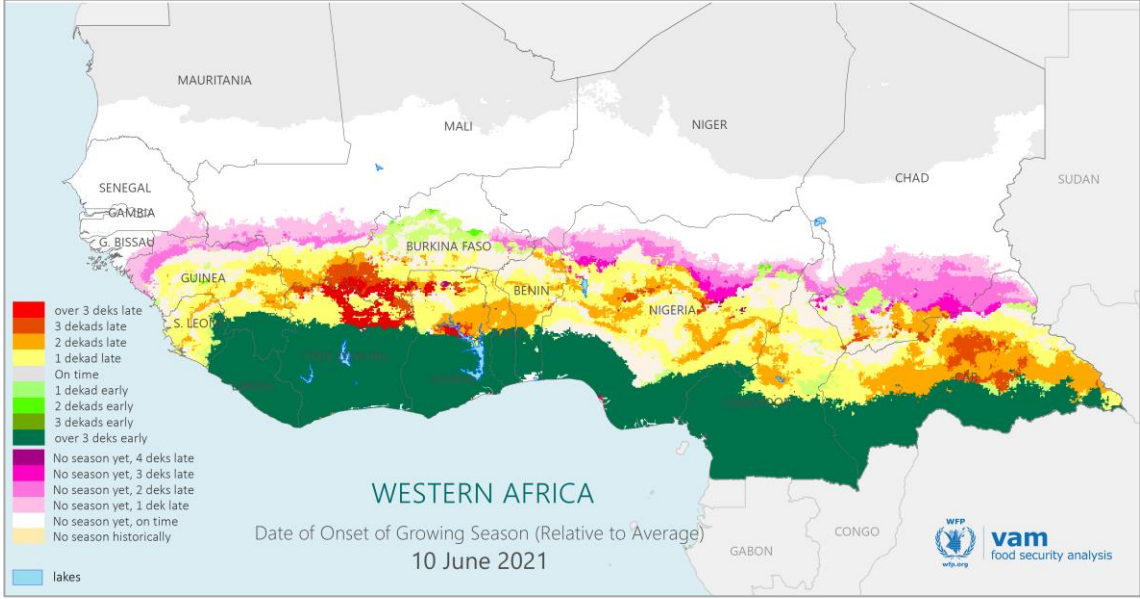 MAURITANIA
MALI
NIGER
CHAD
SUDAN
SENEGAL
GAMBIA
G. BISSAU
BURKINA FASO
GUINEA
BENIN
NIGERIA
S. LEON
over 3 deks late
3 dekads late
2 dekads late
1 dekad late
On time
1 dekad early
2 dekads early
3 dekads early
over 3 deks early
No season yet, 4 deks late
No season yet, 3 deks late
No season yet, 2 deks late
No season yet, 1 dek late
No season yet, on time
No season historically
lakes
WESTERN AFRICA
Date of Onset of Growing Season (Relative to Average)
10 June 2021
GABON
CONGO
WFP
wfp.org
vam
food security analysis